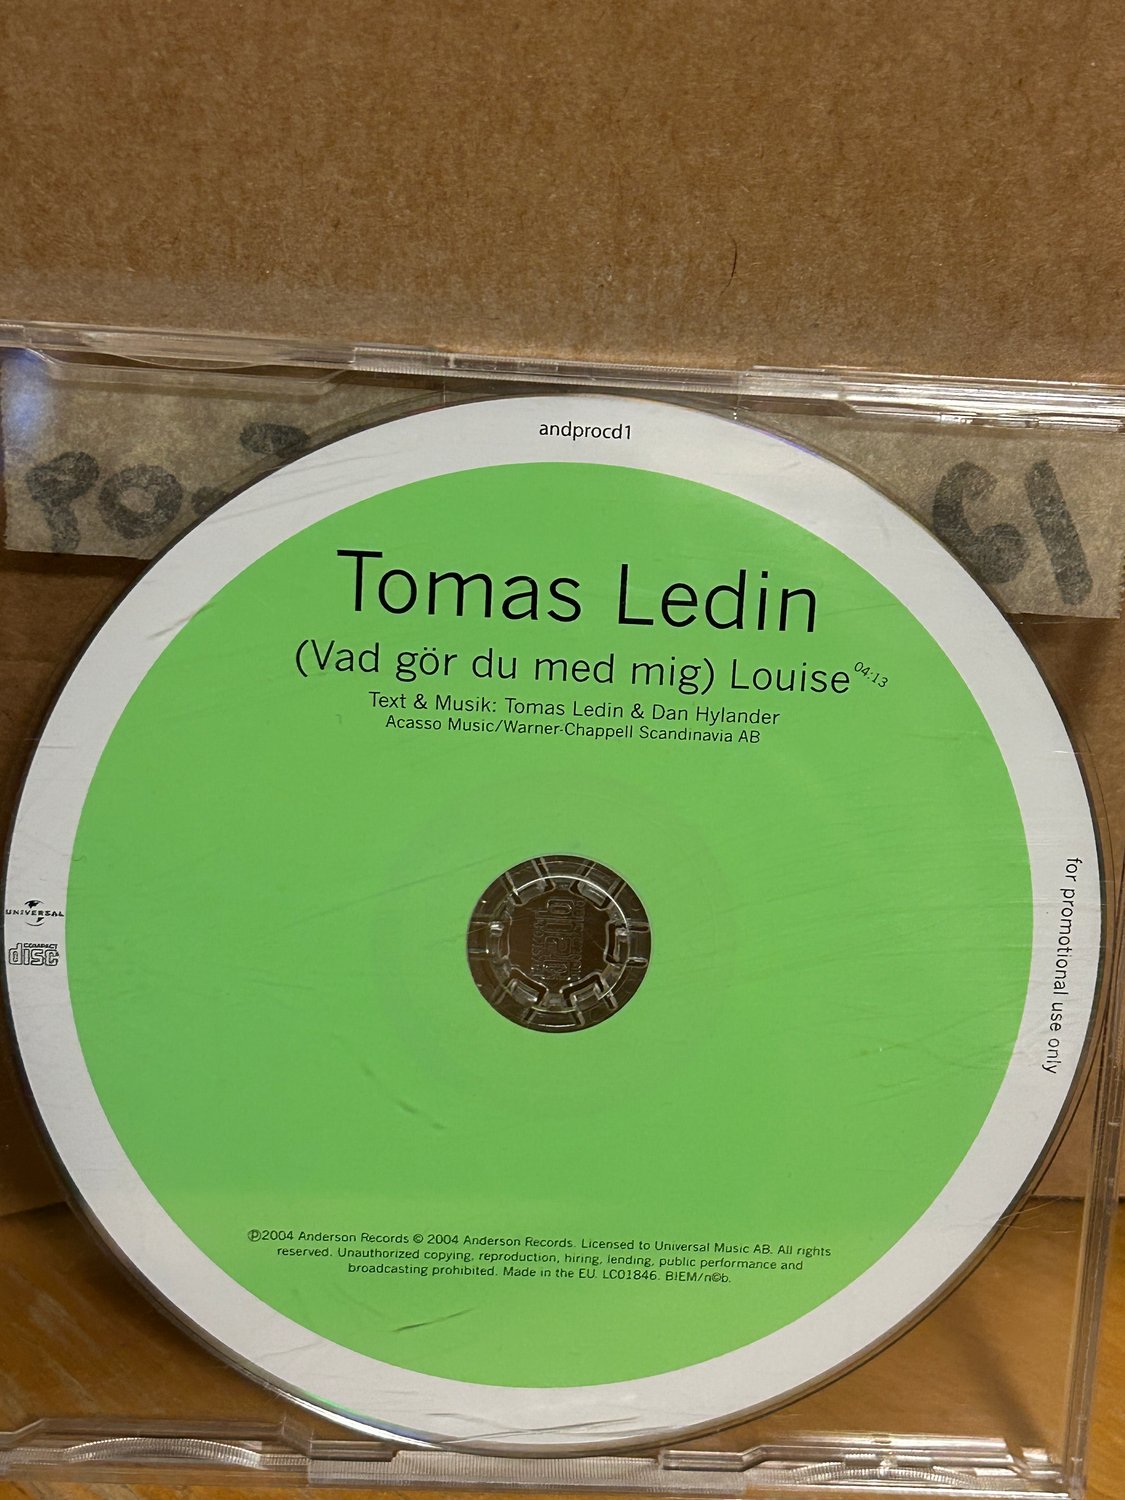 andprocd1
Tomas Ledin
(Vad gör du med mig) Louise 04:13
Text & Musik: Tomas Ledin & Dan Hylander
Acasso Music/Warner-Chappell Scandinavia AB
UNIVERSAL
COMPACT
disc
for promotional use only
℗2004 Anderson Records © 2004 Anderson Records. Licensed to Universal Music AB. All rights
reserved. Unauthorized copying, reproduction, hiring, lending, public performance and
broadcasting prohibited. Made in the EU. LC01846. BIEM/n©b.